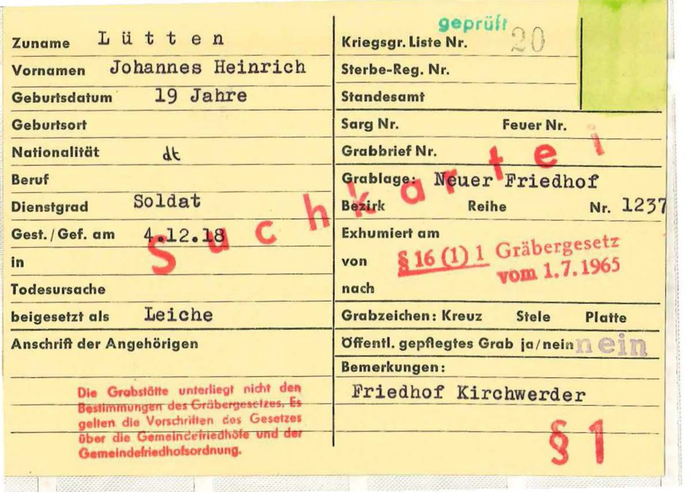 Zuname Lütten
Vornamen Johannes Heinrich
Geburtsdatum 19 Jahre
Geburtsort
Nationalität dt
Beruf
Dienstgrad Soldat
Gest. / Gef. am 4.12.18
in
Todesursache
beigesetzt als Leiche
Anschrift der Angehörigen
Die Grabstätte unterliegt nicht den
Bestimmungen des Gräbergesetzes. Es
gelten die Vorschriften des Gesetzes
über die Gemeindefriedhöfe und der
Gemeindefriedhofsordnung.
Suchkartei
geprüft
Kriegsgr. Liste Nr. 20
Sterbe-Reg. Nr.
Standesamt
Sarg Nr. Feuer Nr.
Grabbrief Nr.
Grablage: Neuer Friedhof
Bezirk Reihe Nr. 1237
Exhumiert am
von
nach
§ 16 (1) 1 Gräbergesetz
vom 1.7.1965
Grabzeichen: Kreuz Stele Platte
Öffentl. gepflegtes Grab ja/nein nein
Bemerkungen:
Friedhof Kirchwerder
§ 1